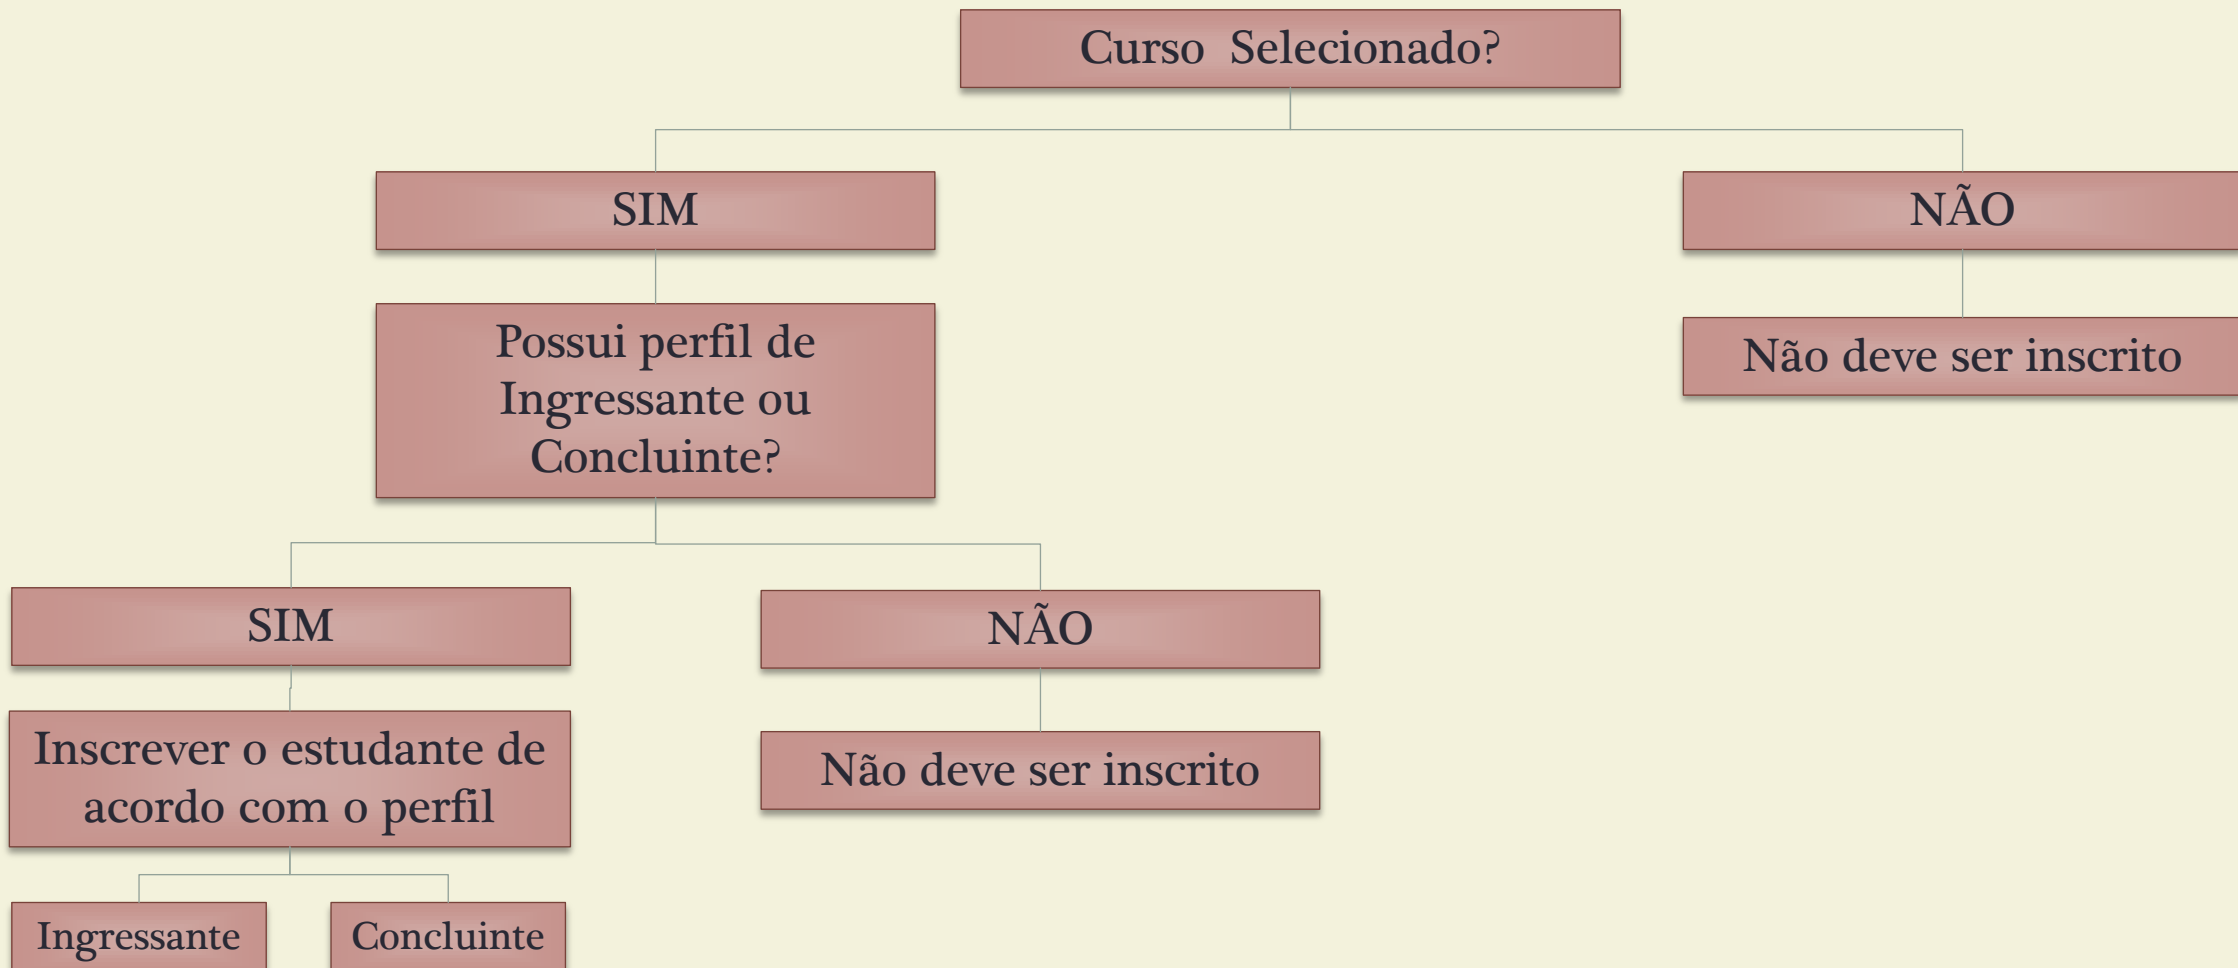 Curso  Selecionado?
SIM
NÃO
Possui perfil de
Ingressante ou
Concluinte?
Não deve ser inscrito
SIM
NÃO
Inscrever o estudante de
acordo com o perfil
Não deve ser inscrito
Ingressante
Concluinte